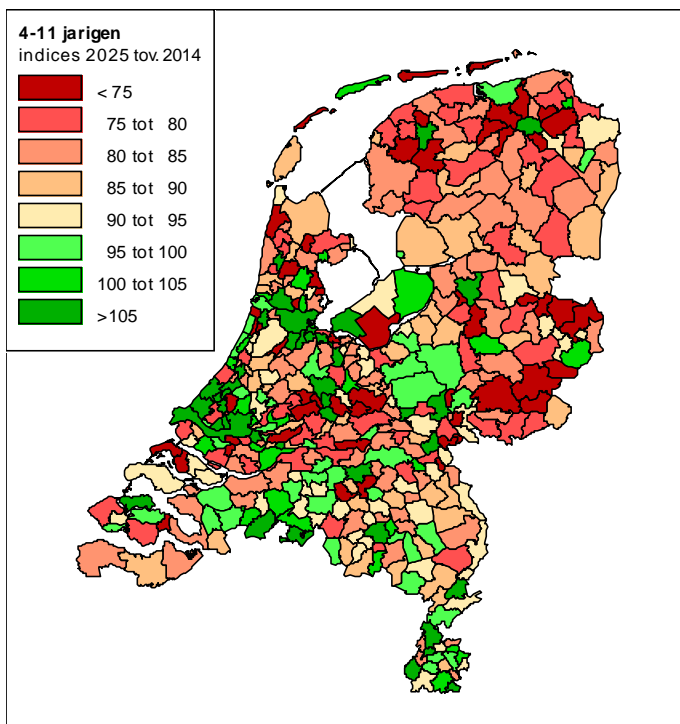 4-11 jarigen
indices 2025 tov. 2014
< 75
75 tot 80
80 tot 85
85 tot 90
90 tot 95
95 tot 100
100 tot 105
>105